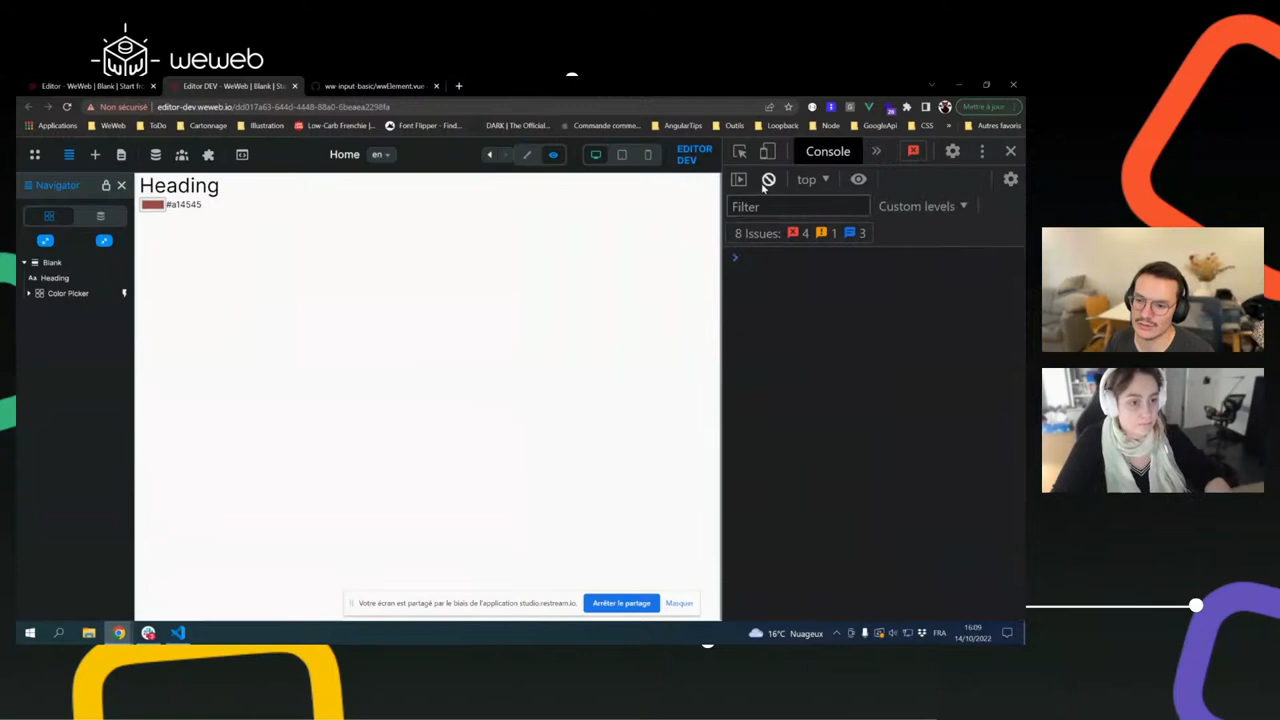 weweb
Editor - WeWeb | Blank | Start fr
Editor DEV - WeWeb | Blank | Sta
ww-input-basic/wwElement.vue
Non sécurisé
editor-dev.weweb.io/dd017a63-644d-4448-88a0-6beaea2298fa
Mettre à jour
Applications
WeWeb
ToDo
Cartonnage
Illustration
Low-Carb Frenchie |
Font Flipper - Find...
DARK | The Official...
Commande comme...
AngularTips
Outils
Loopback
Node
GoogleApi
CSS
»
Autres favoris
Home
en
EDITOR
DEV
Console
Navigator
top
Filter
Custom levels
8 Issues: 4 1 3
Heading
#a14545
Blank
Aa Heading
Color Picker
Votre écran est partagé par le biais de l'application studio.restream.io.
Arrêter le partage
Masquer
16°C Nuageux
FRA
16:09
14/10/2022